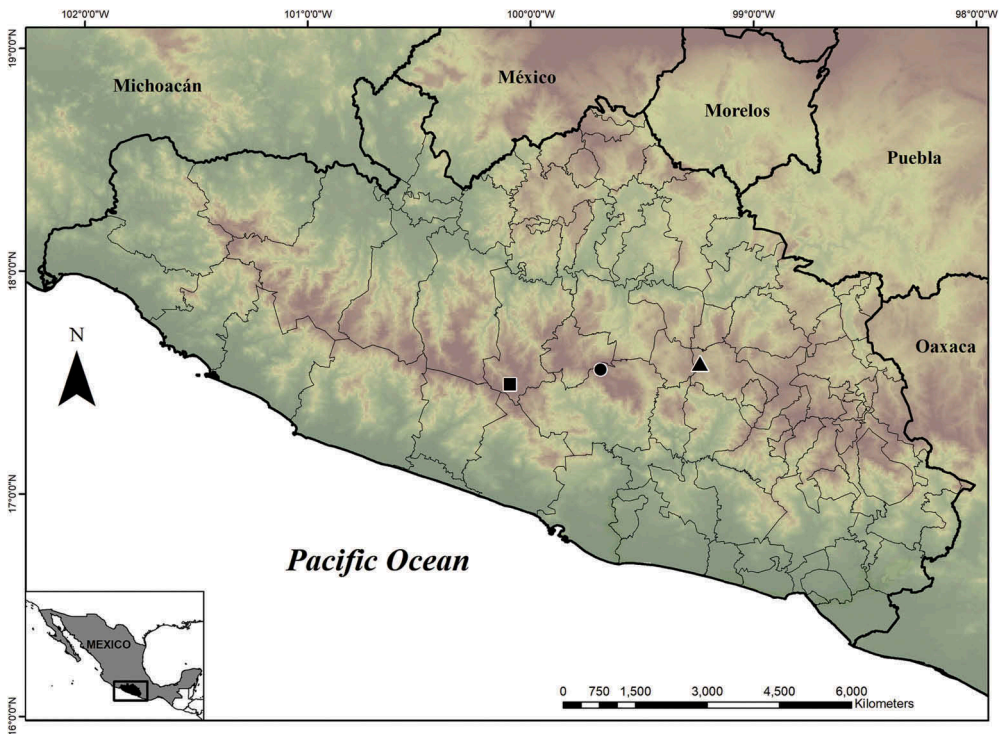 102°0'0"W 101°0'0"W 100°0'0"W 99°0'0"W 98°0'0"W
19°0'0"N
Michoacán
México
Morelos
Puebla
18°0'0"N
N
Oaxaca
17°0'0"N
Pacific Ocean
MEXICO
0 750 1,500 3,000 4,500 6,000
Kilometers
16°0'0"N